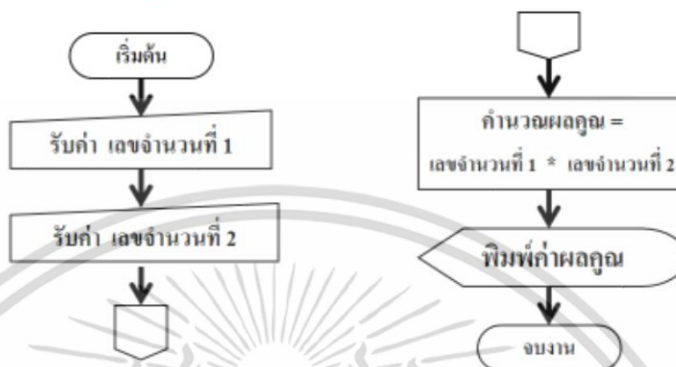 เริ่มต้น
รับค่า เลขจำนวนที่ 1
รับค่า เลขจำนวนที่ 2
คำนวณผลคูณ =
เลขจำนวนที่ 1 * เลขจำนวนที่ 2
พิมพ์ค่าผลคูณ
จบงาน